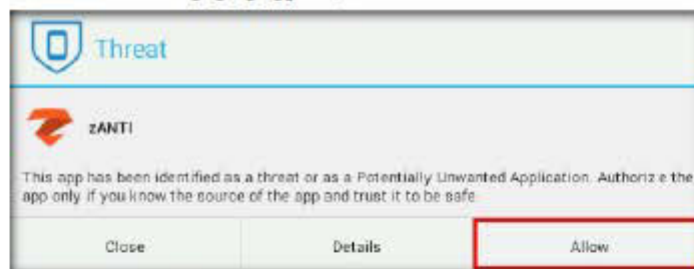 Threat
zANTI
This app has been identified as a threat or as a Potentially Unwanted Application. Authorize the
app only if you know the source of the app and trust it to be safe
Close Details Allow